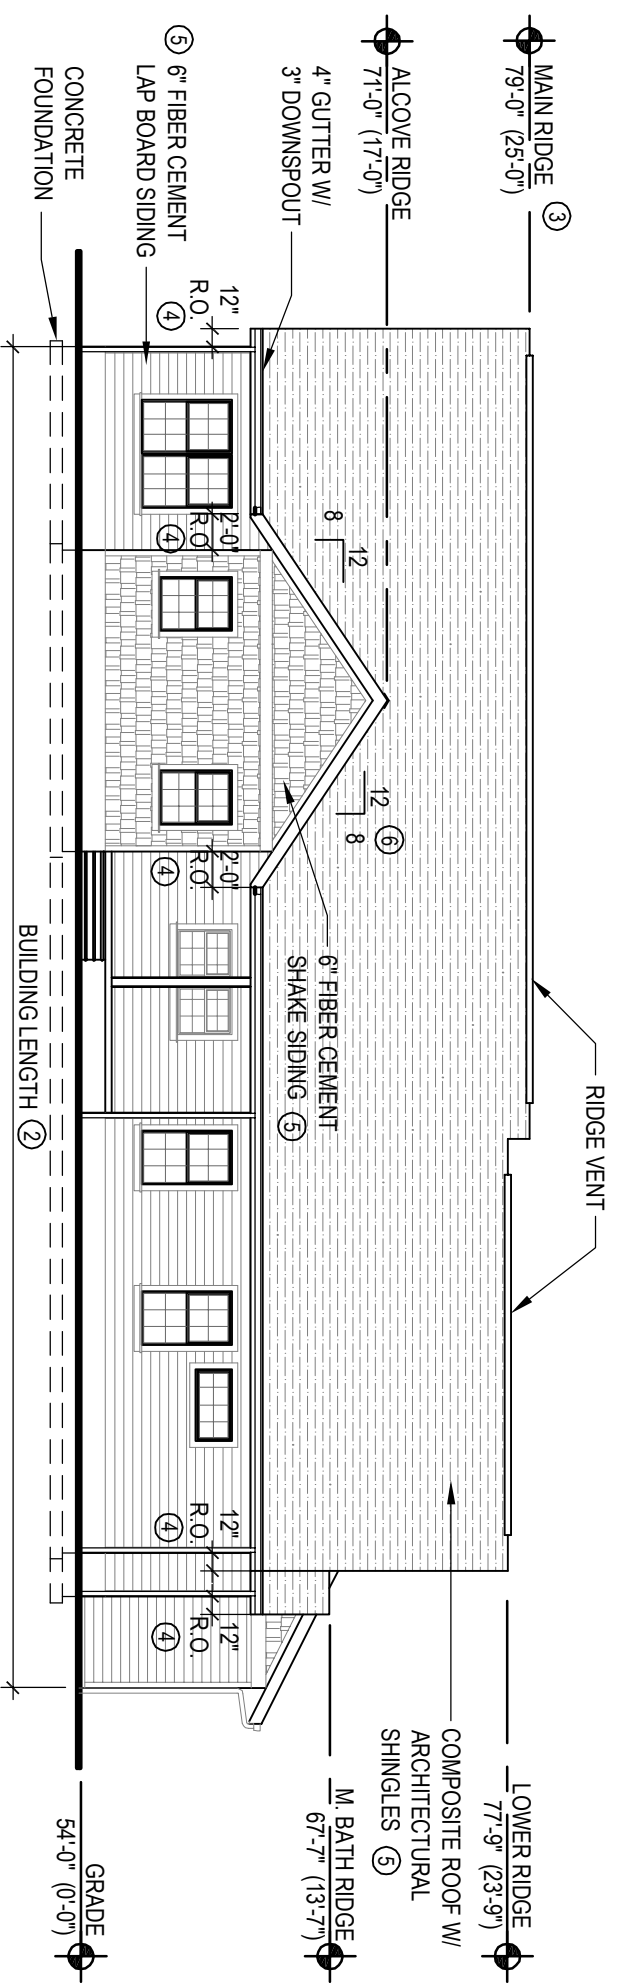 RIDGE VENT
MAIN RIDGE
79'-0" (25'-0")
3
LOWER RIDGE
77'-9" (23'-9")
ALCOVE RIDGE
71'-0" (17'-0")
COMPOSITE ROOF W/
ARCHITECTURAL
SHINGLES 5
M. BATH RIDGE
67'-7" (13'-7")
4" GUTTER W/
3" DOWNSPOUT
8
12
12
8
6
6" FIBER CEMENT
SHAKE SIDING 5
5 6" FIBER CEMENT
LAP BOARD SIDING
12"
R.O.
4
2'-0"
R.O.
4
2'-0"
R.O.
4
12"
R.O.
4
12"
R.O.
4
CONCRETE
FOUNDATION
GRADE
54'-0" (0'-0")
BUILDING LENGTH 2